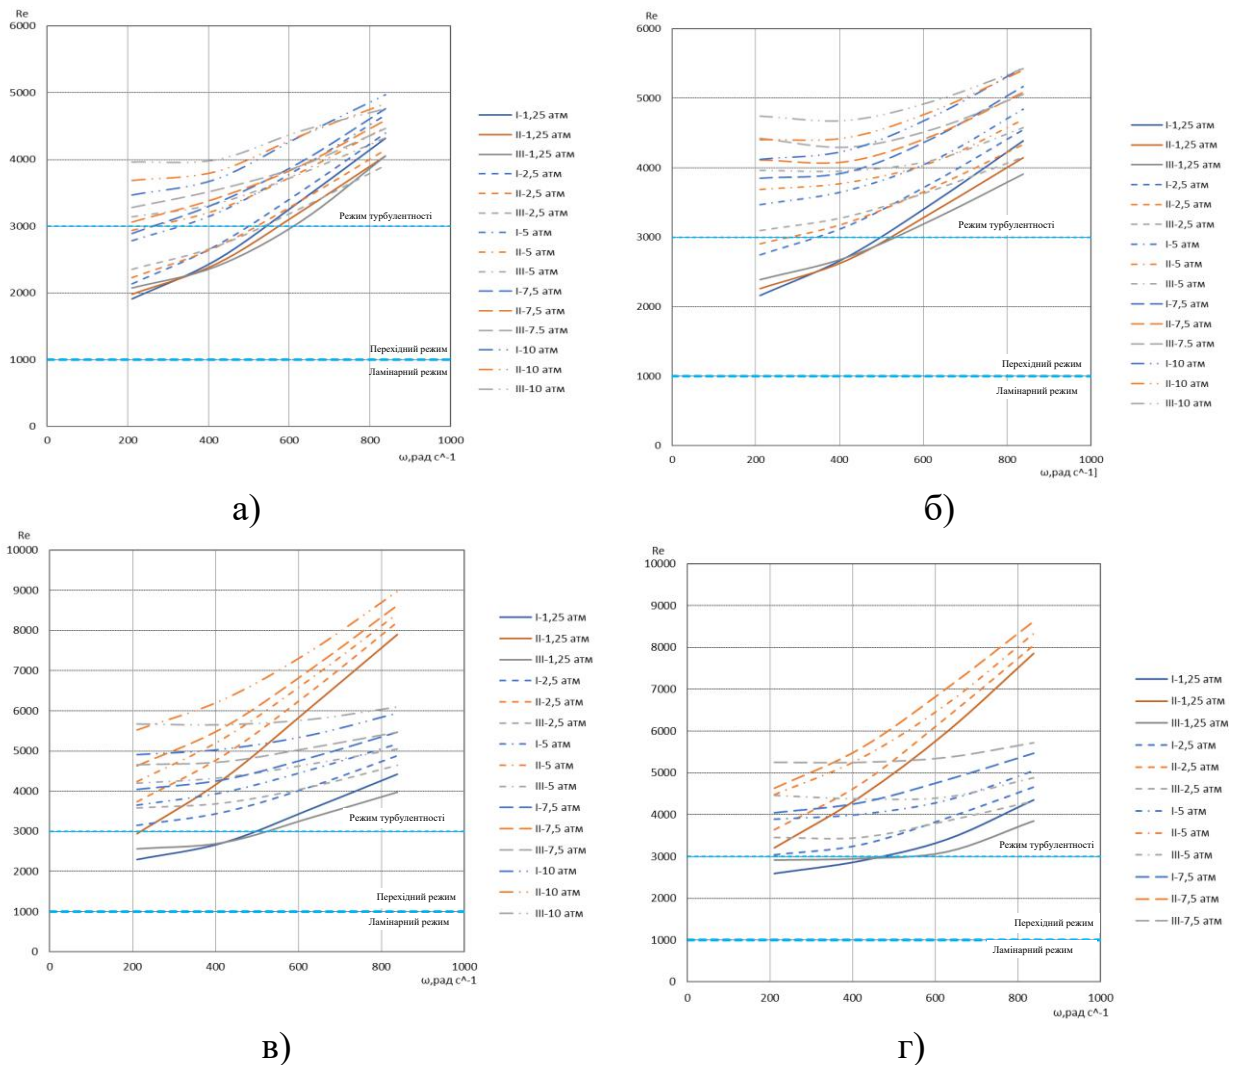 Re
6000
5000
4000
3000
2000
1000
0
0
200
400
600
800
1000
ω,рад с^-1
Режим турбулентності
Перехідний режим
Ламінарний режим
I-1,25 атм
II-1,25 атм
III-1,25 атм
I-2,5 атм
II-2,5 атм
III-2,5 атм
I-5 атм
II-5 атм
III-5 атм
I-7,5 атм
II-7,5 атм
III-7.5 атм
I-10 атм
II-10 атм
III-10 атм
а)
Re
6000
5000
4000
3000
2000
1000
0
0
200
400
600
800
1000
ω,рад с^-1]
Режим турбулентності
Перехідний режим
Ламінарний режим
I-1,25 атм
II-1,25 атм
III-1,25 атм
I-2,5 атм
II-2,5 атм
III-2,5 атм
I-5 атм
II-5 атм
III-5 атм
I-7,5 атм
II-7,5 атм
III-7.5 атм
I-10 атм
II-10 атм
III-10 атм
б)
Re
10000
9000
8000
7000
6000
5000
4000
3000
2000
1000
0
0
200
400
600
800
1000
ω,рад с^-1
Режим турбулентності
Перехідний режим
Ламінарний режим
I-1,25 атм
II-1,25 атм
III-1,25 атм
I-2,5 атм
II-2,5 атм
III-2,5 атм
I-5 атм
II-5 атм
III-5 атм
I-7,5 атм
II-7,5 атм
III-7,5 атм
I-10 атм
II-10 атм
III-10 атм
в)
Re
10000
9000
8000
7000
6000
5000
4000
3000
2000
1000
0
0
200
400
600
800
1000
ω,рад с^-1
Режим турбулентності
Перехідний режим
Ламінарний режим
I-1,25 атм
II-1,25 атм
III-1,25 атм
I-2,5 атм
II-2,5 атм
III-2,5 атм
I-5 атм
II-5 атм
III-5 атм
I-7,5 атм
II-7,5 атм
III-7,5 атм
г)